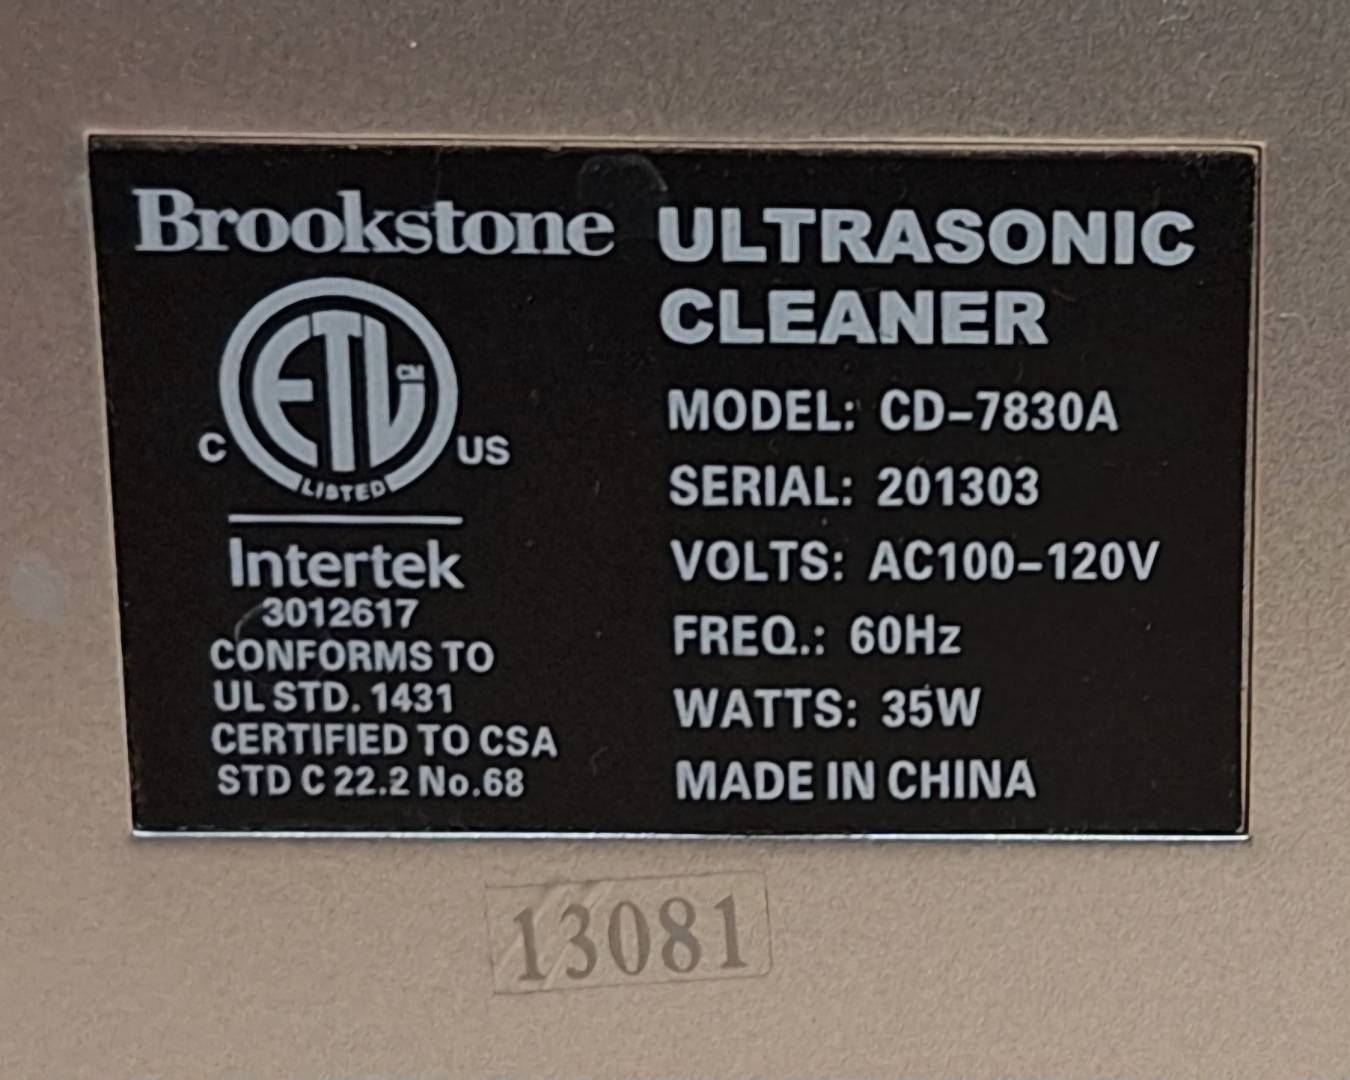 Brookstone
ETL CM
C US
LISTED
Intertek
3012617
CONFORMS TO
UL STD. 1431
CERTIFIED TO CSA
STD C 22.2 No.68
ULTRASONIC
CLEANER
MODEL: CD-7830A
SERIAL: 201303
VOLTS: AC100-120V
FREQ.: 60Hz
WATTS: 35W
MADE IN CHINA
13081